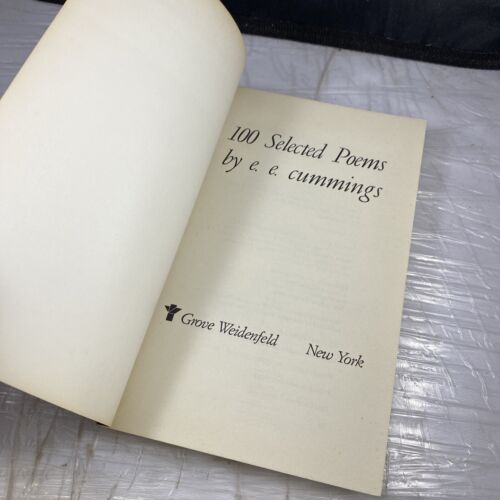 100 Selected Poems
by e. e. cummings
Grove Weidenfeld New York